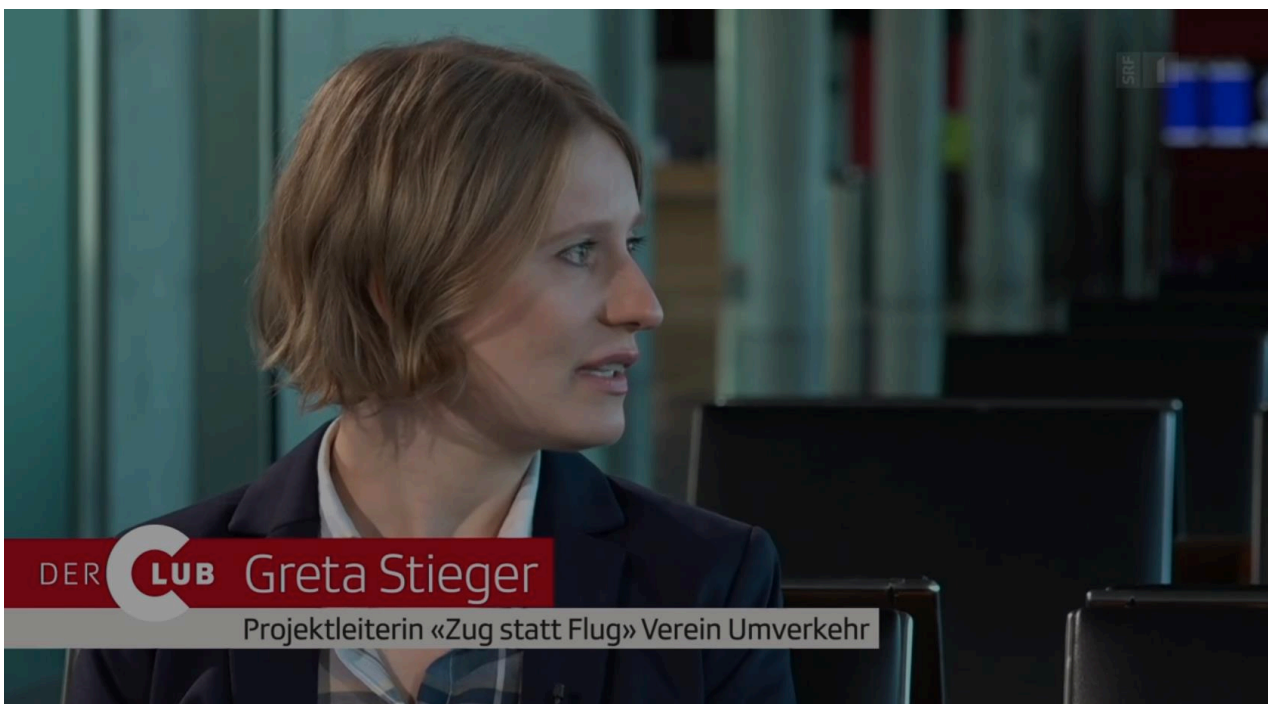 SRF 1
DER CLUB Greta Stieger
Projektleiterin «Zug statt Flug» Verein Umverkehr